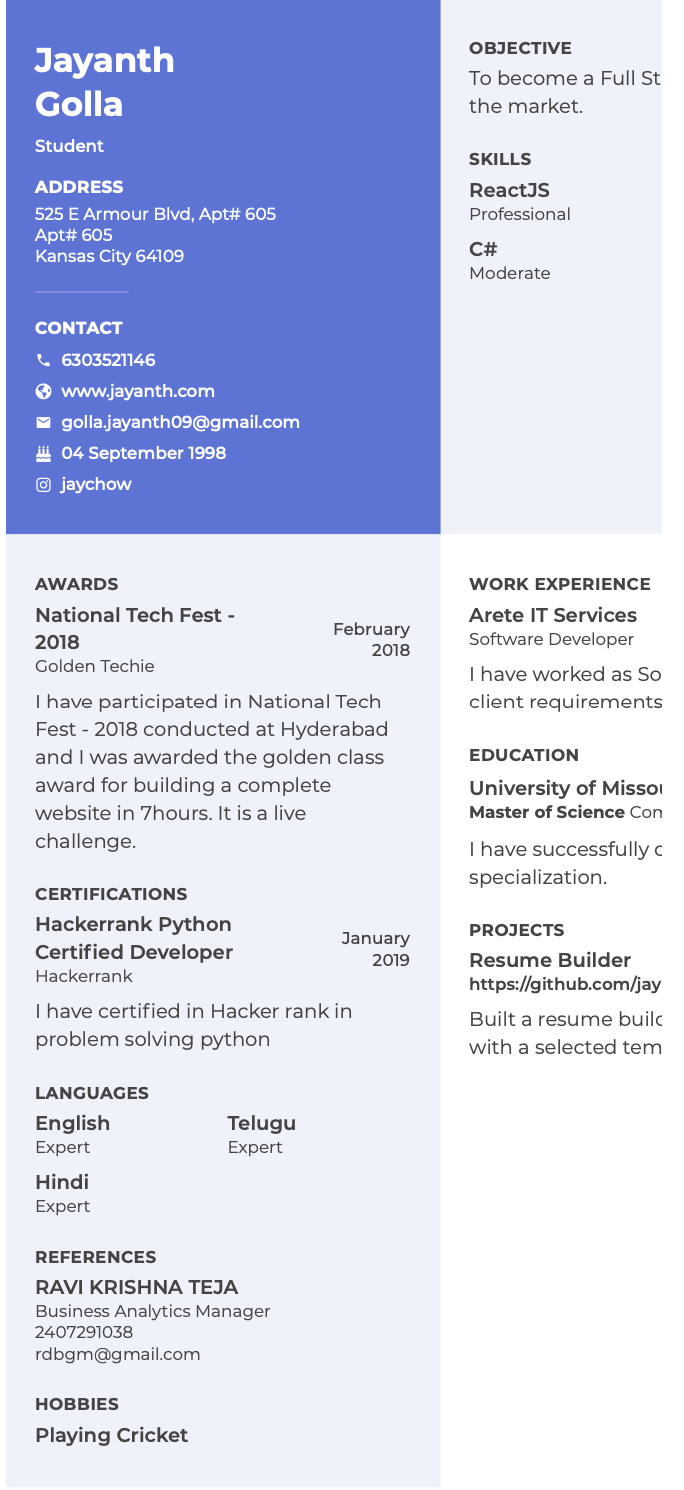 Jayanth
Golla
Student
ADDRESS
525 E Armour Blvd, Apt# 605
Apt# 605
Kansas City 64109
CONTACT
6303521146
www.jayanth.com
golla.jayanth09@gmail.com
04 September 1998
jaychow
OBJECTIVE
To become a Full St
the market.
SKILLS
ReactJS
Professional
C#
Moderate
AWARDS
National Tech Fest -
2018
February
2018
Golden Techie
I have participated in National Tech
Fest - 2018 conducted at Hyderabad
and I was awarded the golden class
award for building a complete
website in 7hours. It is a live
challenge.
CERTIFICATIONS
Hackerrank Python
Certified Developer
January
2019
Hackerrank
I have certified in Hacker rank in
problem solving python
LANGUAGES
English
Expert
Telugu
Expert
Hindi
Expert
REFERENCES
RAVI KRISHNA TEJA
Business Analytics Manager
2407291038
rdbgm@gmail.com
HOBBIES
Playing Cricket
WORK EXPERIENCE
Arete IT Services
Software Developer
I have worked as So
client requirements
EDUCATION
University of Missou
Master of Science Com
I have successfully c
specialization.
PROJECTS
Resume Builder
https://github.com/jay
Built a resume build
with a selected tem